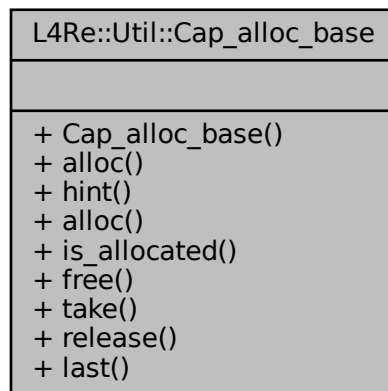 L4Re::Util::Cap_alloc_base
+ Cap_alloc_base()
+ alloc()
+ hint()
+ alloc()
+ is_allocated()
+ free()
+ take()
+ release()
+ last()